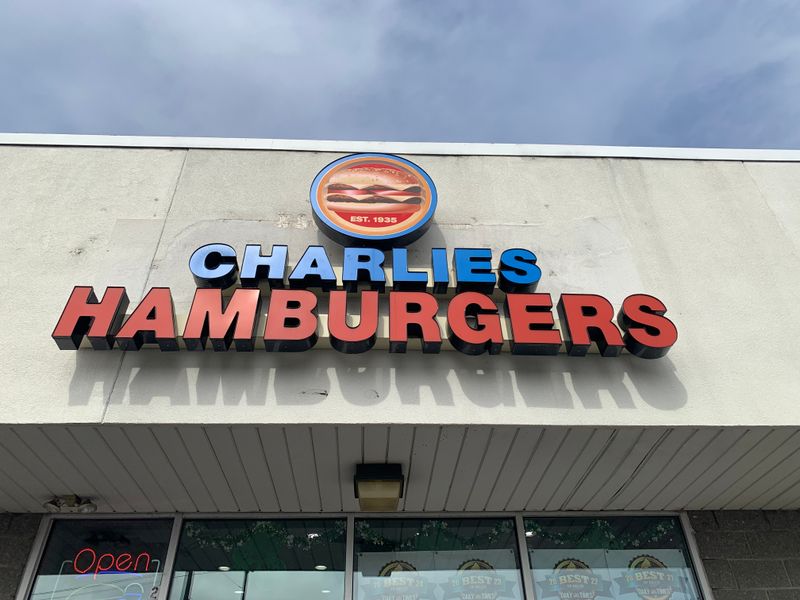 EST. 1935
CHARLIES
HAMBURGERS
Open
BEST
BEST
BEST
BEST